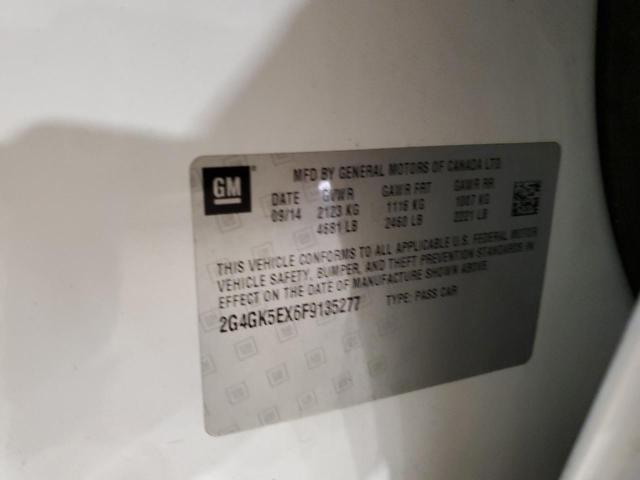 GM
MFD BY GENERAL MOTORS OF CANADA LTD
DATE GVWR GAWR FRT GAWR RR
09/14 2123 KG 1116 KG 1007 KG
4681 LB 2460 LB 2221 LB
THIS VEHICLE CONFORMS TO ALL APPLICABLE U.S. FEDERAL MOTOR
VEHICLE SAFETY, BUMPER, AND THEFT PREVENTION STANDARDS IN
EFFECT ON THE DATE OF MANUFACTURE SHOWN ABOVE.
2G4GK5EX6F9135277 TYPE: PASS CAR